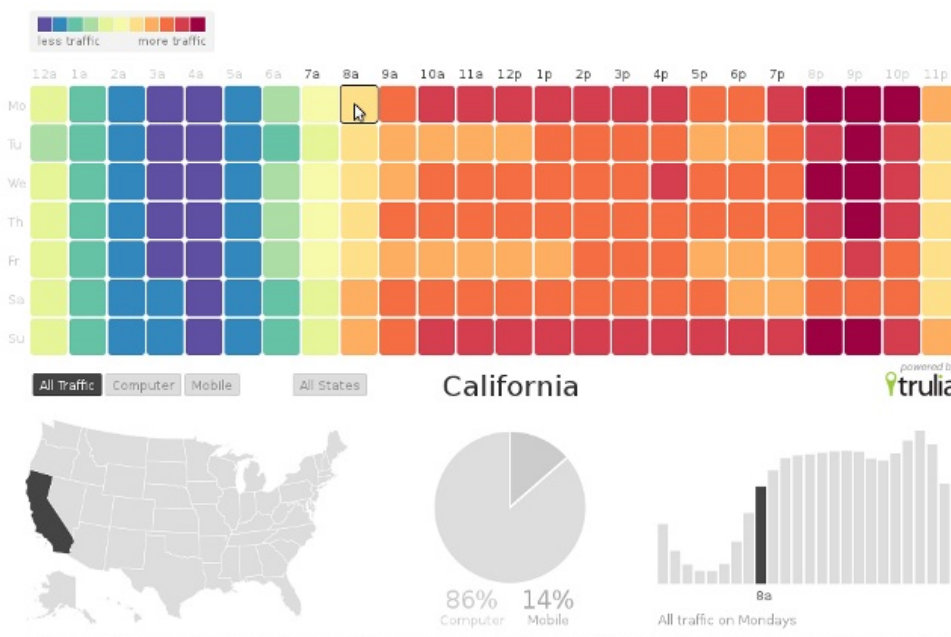 less traffic more traffic
12a 1a 2a 3a 4a 5a 6a 7a 8a 9a 10a 11a 12p 1p 2p 3p 4p 5p 6p 7p 8p 9p 10p 11p
Mo
Tu
We
Th
Fr
Sa
Su
All Traffic Computer Mobile All States California
powered b
trulia
86% 14%
Computer Mobile
8a
All traffic on Mondays